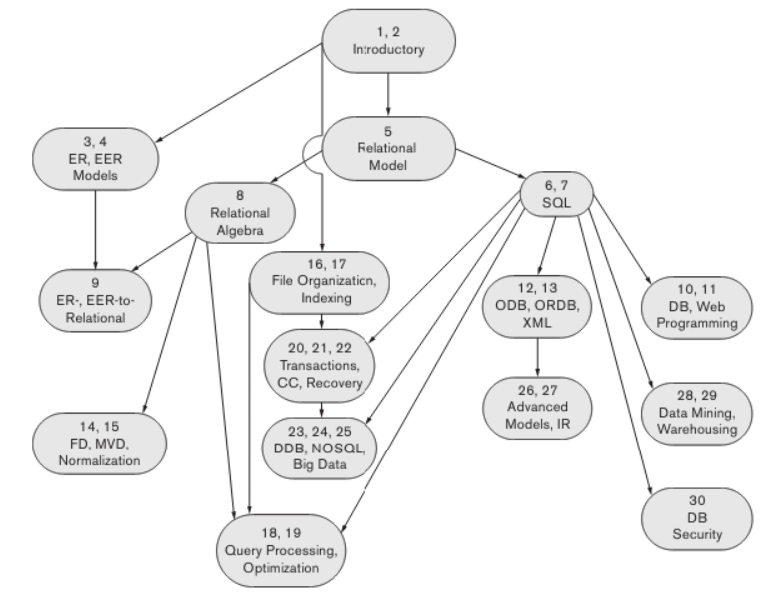 1, 2
Introductory
5
Relational
Model
3, 4
ER, EER
Models
6, 7
SQL
8
Relational
Algebra
9
ER-, EER-to-
Relational
16, 17
File Organization,
Indexing
12, 13
ODB, ORDB,
XML
10, 11
DB, Web
Programming
20, 21, 22
Transactions,
CC, Recovery
26, 27
Advanced
Models, IR
28, 29
Data Mining,
Warehousing
14, 15
FD, MVD,
Normalization
23, 24, 25
DDB, NOSQL,
Big Data
30
DB
Security
18, 19
Query Processing,
Optimization